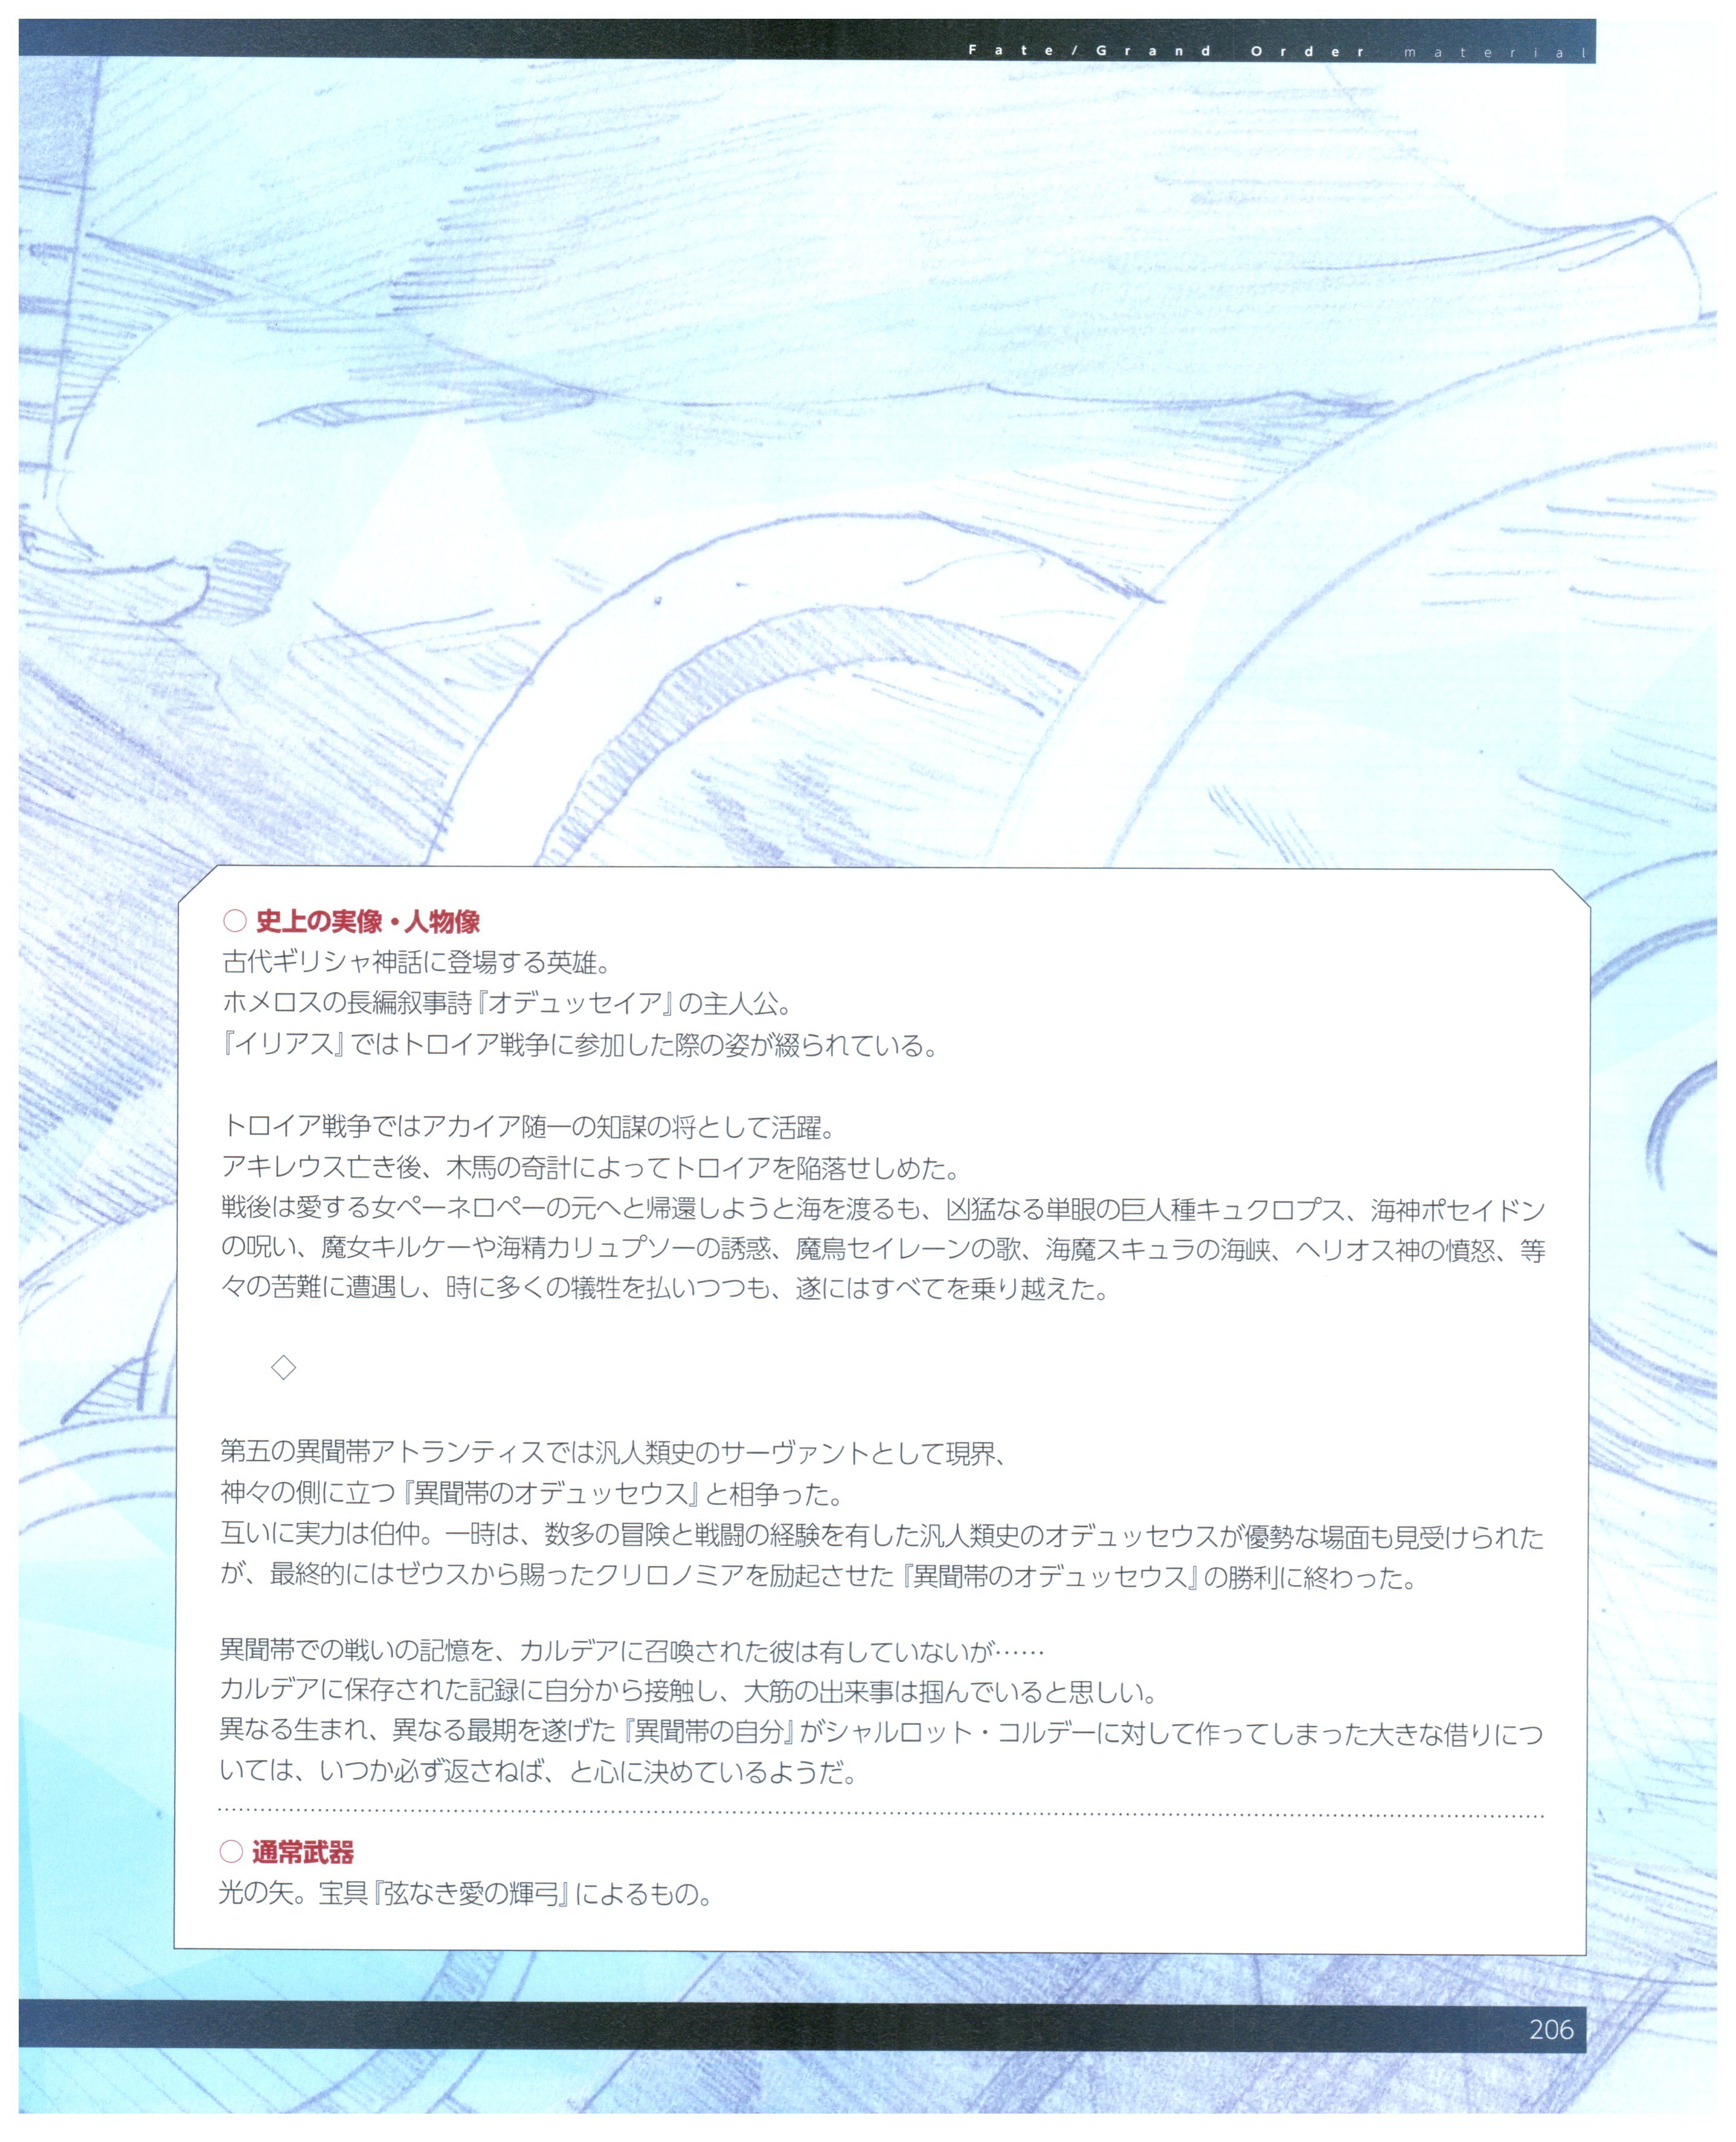 Fate/Grand Order material
○ 史上の実像・人物像
古代ギリシャ神話に登場する英雄。
ホメロスの長編叙事詩『オデュッセイア』の主人公。
『イリアス』ではトロイア戦争に参加した際の姿が綴られている。
トロイア戦争ではアカイア随一の知謀の将として活躍。
アキレウス亡き後、木馬の奇計によってトロイアを陥落せしめた。
戦後は愛する女ペーネロペーの元へと帰還しようと海を渡るも、凶猛なる単眼の巨人種キュクロプス、海神ポセイドン
の呪い、魔女キルケーや海精カリュプソーの誘惑、魔鳥セイレーンの歌、海魔スキュラの海峡、ヘリオス神の憤怒、等
々の苦難に遭遇し、時に多くの犠牲を払いつつも、遂にはすべてを乗り越えた。
◇
第五の異聞帯アトランティスでは汎人類史のサーヴァントとして現界、
神々の側に立つ『異聞帯のオデュッセウス』と相争った。
互いに実力は伯仲。一時は、数多の冒険と戦闘の経験を有した汎人類史のオデュッセウスが優勢な場面も見受けられた
が、最終的にはゼウスから賜ったクリロノミアを励起させた『異聞帯のオデュッセウス』の勝利に終わった。
異聞帯での戦いの記憶を、カルデアに召喚された彼は有していないが……
カルデアに保存された記録に自分から接触し、大筋の出来事は掴んでいると思しい。
異なる生まれ、異なる最期を遂げた『異聞帯の自分』がシャルロット・コルデーに対して作ってしまった大きな借りにつ
いては、いつか必ず返さねば、と心に決めているようだ。
○ 通常武器
光の矢。宝具『弦なき愛の輝弓』によるもの。
206